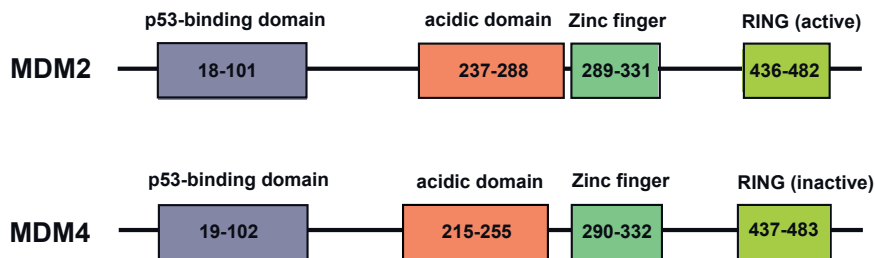 p53-binding domain acidic domain Zinc finger RING (active)
MDM2 18-101 237-288 289-331 436-482
p53-binding domain acidic domain Zinc finger RING (inactive)
MDM4 19-102 215-255 290-332 437-483